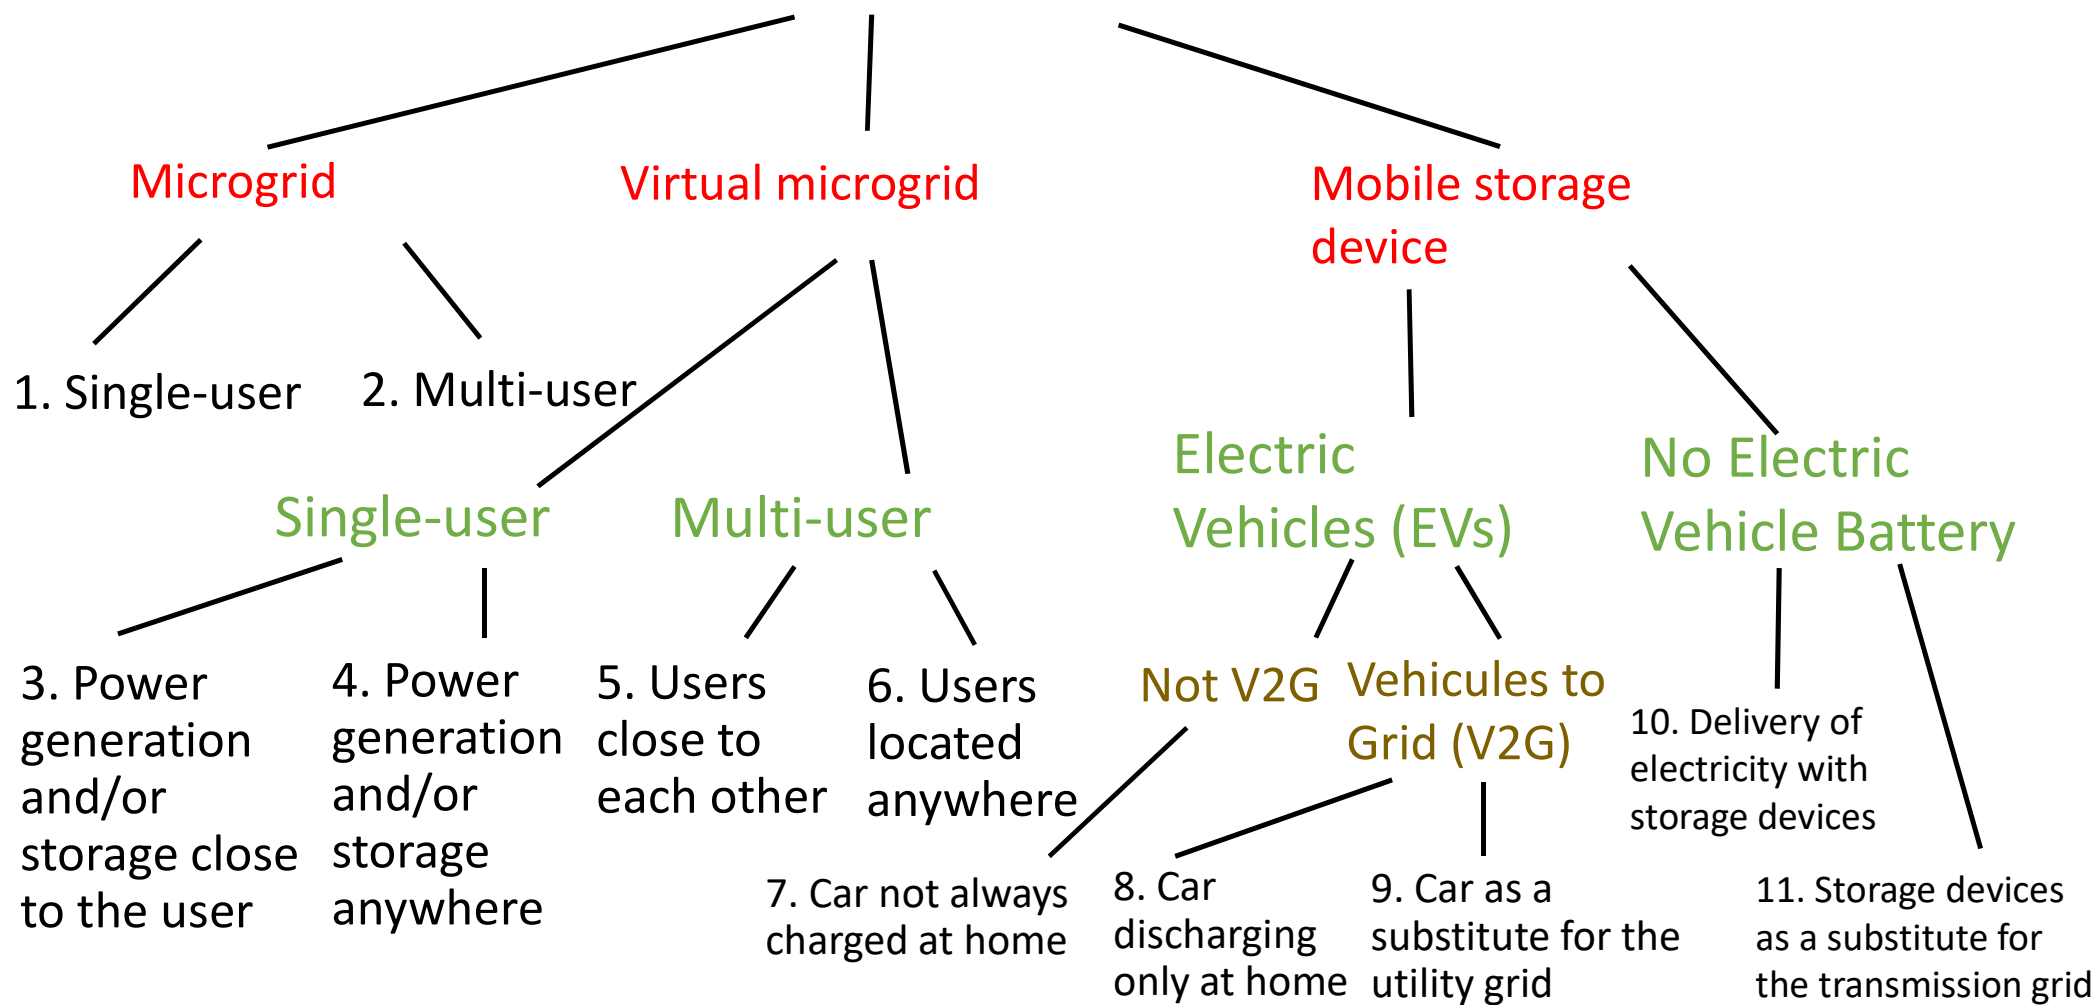 Microgrid
Virtual microgrid
Mobile storage
device
1. Single-user
2. Multi-user
Single-user
Multi-user
Electric
Vehicles (EVs)
No Electric
Vehicle Battery
3. Power
generation
and/or
storage close
to the user
4. Power
generation
and/or
storage
anywhere
5. Users
close to
each other
6. Users
located
anywhere
Not V2G
Vehicules to
Grid (V2G)
10. Delivery of
electricity with
storage devices
7. Car not always
charged at home
8. Car
discharging
only at home
9. Car as a
substitute for the
utility grid
11. Storage devices
as a substitute for
the transmission grid